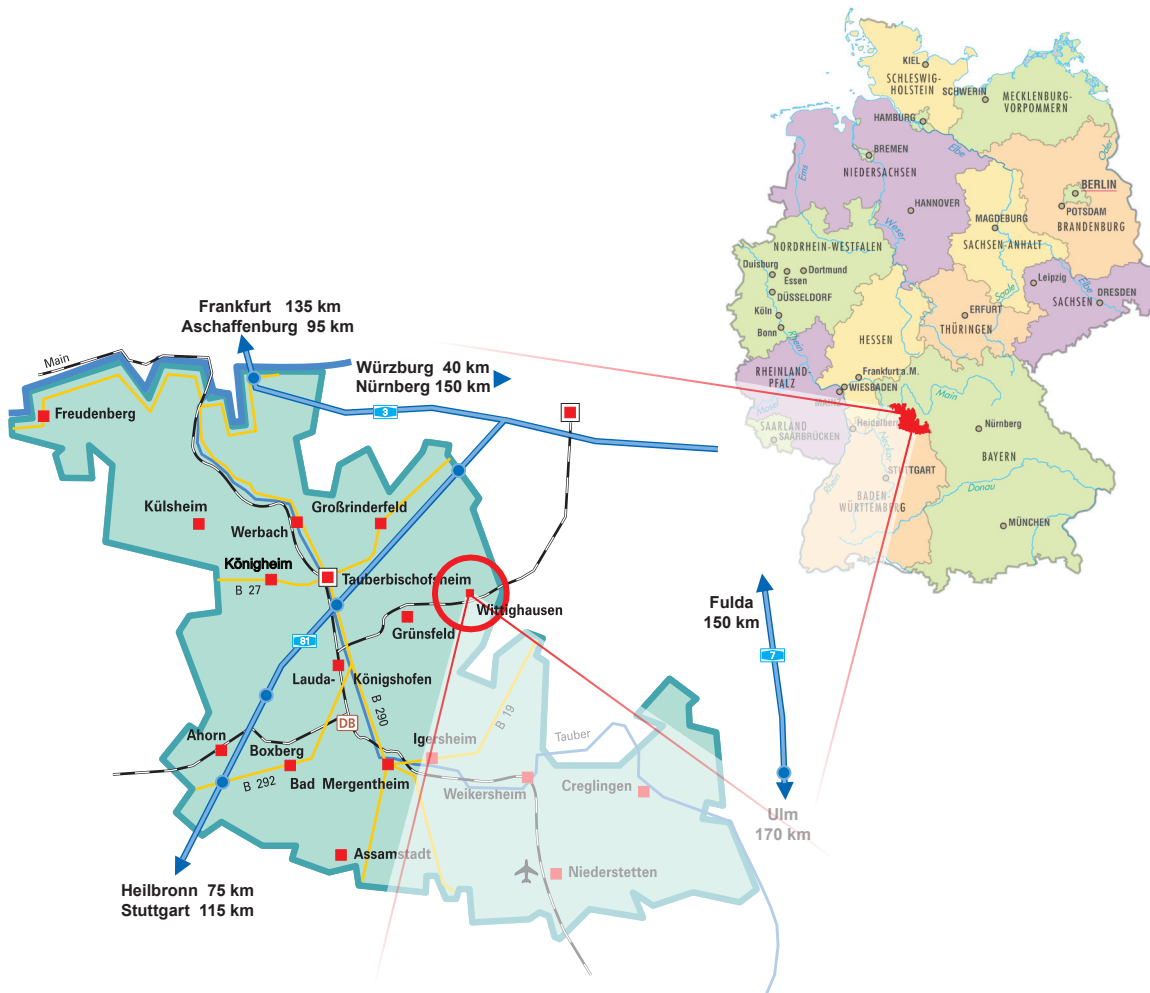 KIEL
SCHLESWIG-
HOLSTEIN
SCHWERIN
MECKLENBURG-
VORPOMMERN
HAMBURG
BREMEN
Elbe
Oder
Ems
NIEDERSACHSEN
BERLIN
HANNOVER
POTSDAM
BRANDENBURG
MAGDEBURG
SACHSEN-ANHALT
Weser
NORDRHEIN-WESTFALEN
Duisburg
Essen
Dortmund
DÜSSELDORF
Köln
Bonn
Rhein
Leipzig
Elbe
DRESDEN
SACHSEN
Saale
ERFURT
THÜRINGEN
HESSEN
RHEINLAND-
PFALZ
Frankfurt a.M.
WIESBADEN
MAINZ
Main
Mosel
SAARLAND
SAARBRÜCKEN
Heidelberg
Nürnberg
BAYERN
Neckar
STUTTGART
Rhein
Donau
BADEN-
WÜRTTEMBERG
MÜNCHEN
Frankfurt 135 km
Aschaffenburg 95 km
Main
Würzburg 40 km
Nürnberg 150 km
3
Freudenberg
Külsheim
Großrinderfeld
Werbach
Königheim
B 27
Tauberbischofsheim
Wittighausen
Grünsfeld
81
Lauda-
Königshofen
B 290
DB
B 19
Tauber
Igersheim
Ahorn
Boxberg
B 292
Bad Mergentheim
Weikersheim
Creglingen
Assamstadt
Niederstetten
Heilbronn 75 km
Stuttgart 115 km
Fulda
150 km
7
Ulm
170 km